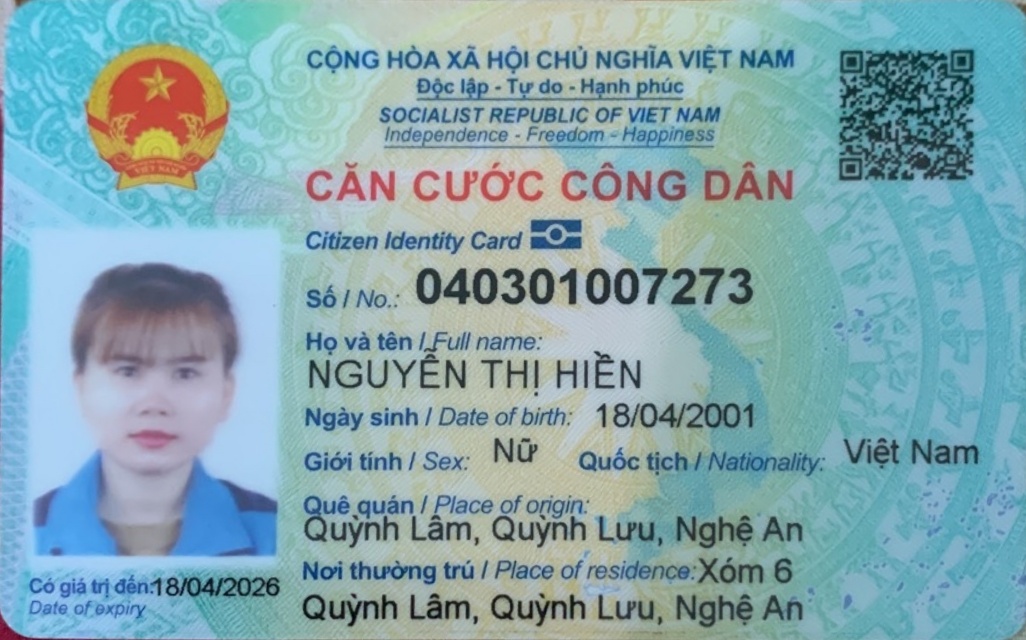 CỘNG HÒA XÃ HỘI CHỦ NGHĨA VIỆT NAM
Độc lập - Tự do - Hạnh phúc
SOCIALIST REPUBLIC OF VIET NAM
Independence - Freedom - Happiness
CĂN CƯỚC CÔNG DÂN
Citizen Identity Card
Số / No.: 040301007273
Họ và tên / Full name:
NGUYỄN THỊ HIỀN
Ngày sinh / Date of birth: 18/04/2001
Giới tính / Sex: Nữ Quốc tịch / Nationality: Việt Nam
Quê quán / Place of origin:
Quỳnh Lâm, Quỳnh Lưu, Nghệ An
Nơi thường trú / Place of residence: Xóm 6
Quỳnh Lâm, Quỳnh Lưu, Nghệ An
Có giá trị đến: 18/04/2026
Date of expiry
VIỆT NAM